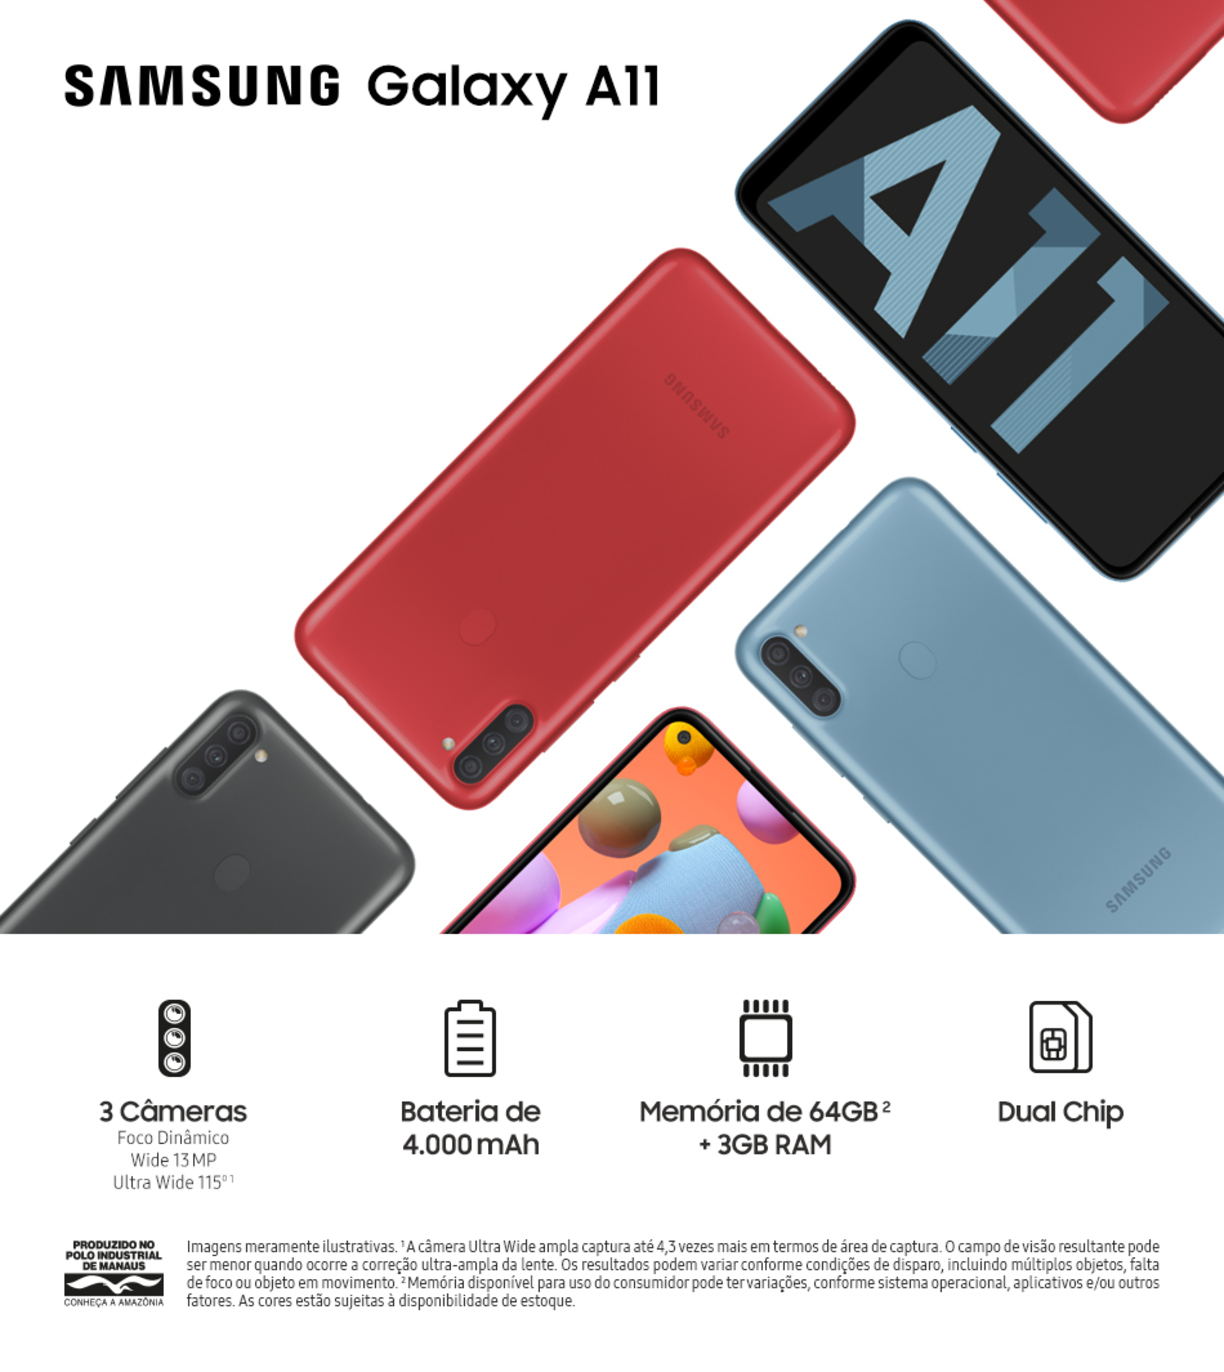 SAMSUNG Galaxy A11
A11
SAMSUNG
SAMSUNG
3 Câmeras
Foco Dinâmico
Wide 13 MP
Ultra Wide 115º ¹
Bateria de
4.000 mAh
Memória de 64GB²
+ 3GB RAM
Dual Chip
PRODUZIDO NO
POLO INDUSTRIAL
DE MANAUS
CONHEÇA A AMAZÔNIA
Imagens meramente ilustrativas. ¹A câmera Ultra Wide ampla captura até 4,3 vezes mais em termos de área de captura. O campo de visão resultante pode
ser menor quando ocorre a correção ultra-ampla da lente. Os resultados podem variar conforme condições de disparo, incluindo múltiplos objetos, falta
de foco ou objeto em movimento. ²Memória disponível para uso do consumidor pode ter variações, conforme sistema operacional, aplicativos e/ou outros
fatores. As cores estão sujeitas à disponibilidade de estoque.